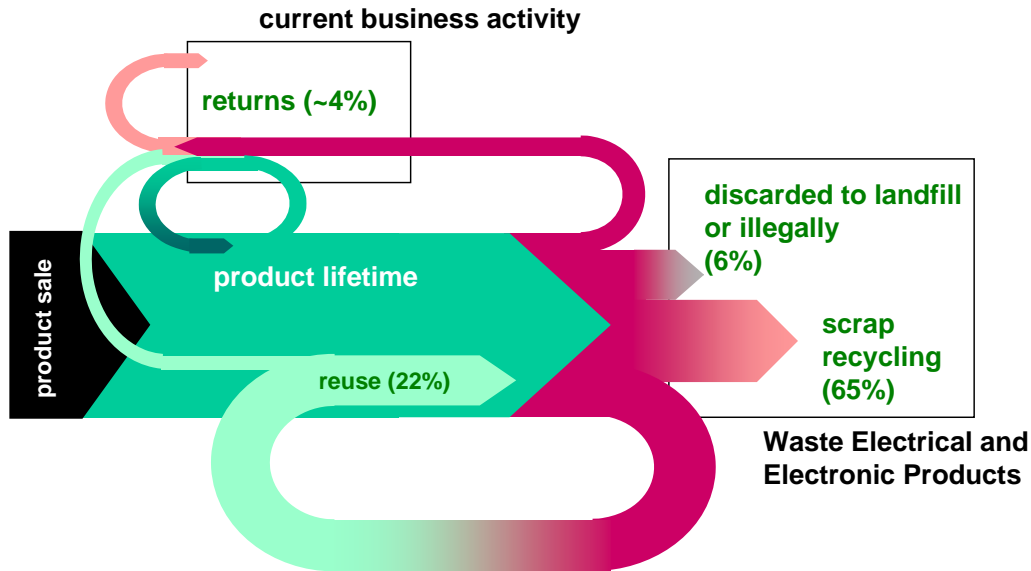 current business activity
returns (~4%)
discarded to landfill
or illegally
(6%)
product lifetime
product sale
scrap
recycling
(65%)
reuse (22%)
Waste Electrical and
Electronic Products